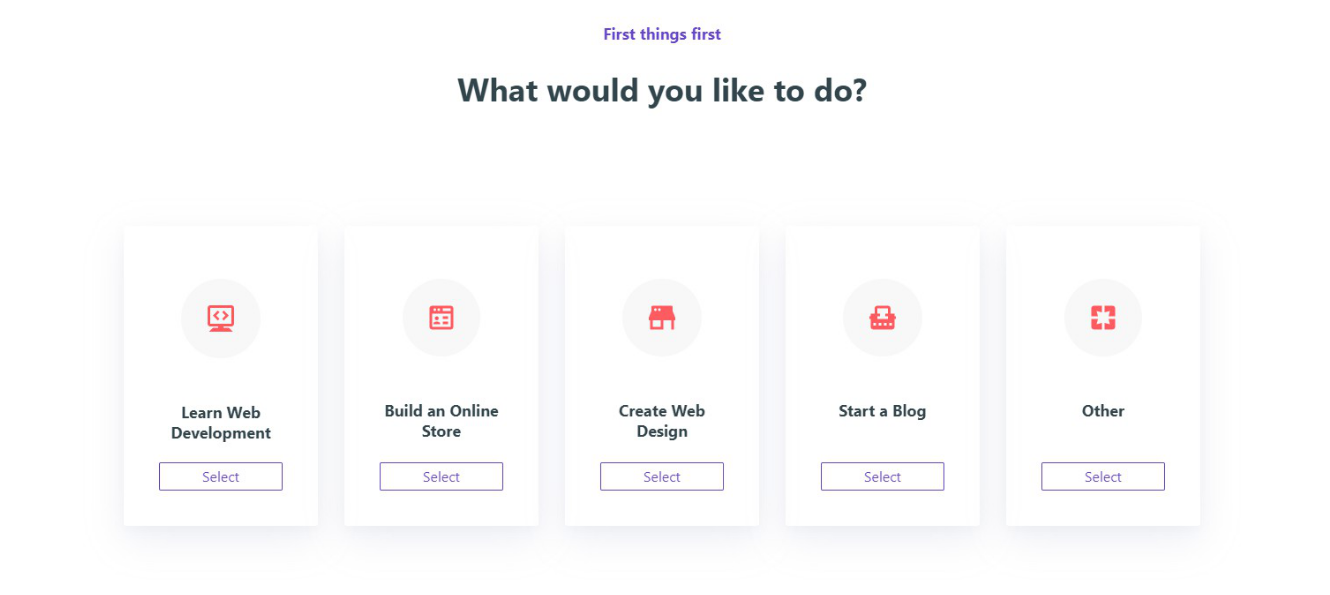 First things first
What would you like to do?
Learn Web
Development
Select
Build an Online
Store
Select
Create Web
Design
Select
Start a Blog
Select
Other
Select